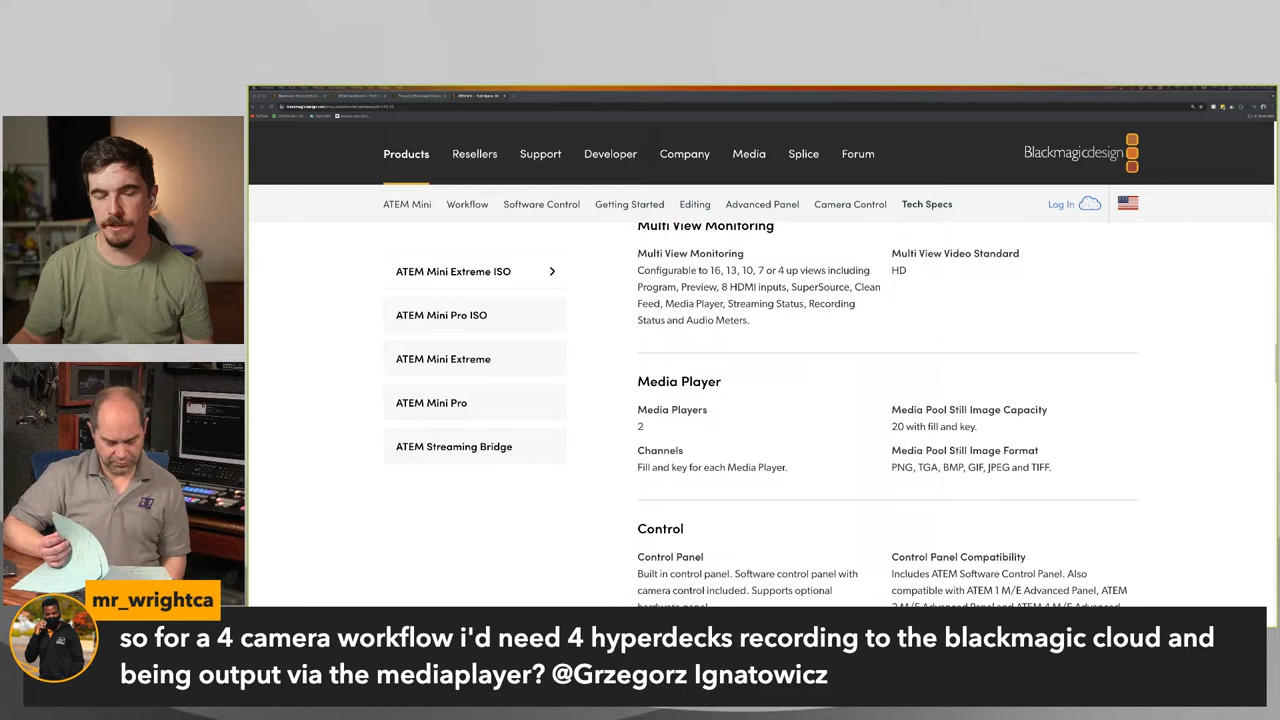 Products
Resellers
Support
Developer
Company
Media
Splice
Forum
Blackmagicdesign
ATEM Mini
Workflow
Software Control
Getting Started
Editing
Advanced Panel
Camera Control
Tech Specs
Log In
ATEM Mini Extreme ISO
ATEM Mini Pro ISO
ATEM Mini Extreme
ATEM Mini Pro
ATEM Streaming Bridge
Multi View Monitoring
Multi View Monitoring
Configurable to 16, 13, 10, 7 or 4 up views including
Program, Preview, 8 HDMI inputs, SuperSource, Clean
Feed, Media Player, Streaming Status, Recording
Status and Audio Meters.
Multi View Video Standard
HD
Media Player
Media Players
2
Channels
Fill and key for each Media Player.
Media Pool Still Image Capacity
20 with fill and key.
Media Pool Still Image Format
PNG, TGA, BMP, GIF, JPEG and TIFF.
Control
Control Panel
Built in control panel. Software control panel with
camera control included. Supports optional
Control Panel Compatibility
Includes ATEM Software Control Panel. Also
compatible with ATEM 1 M/E Advanced Panel, ATEM
mr_wrightca
so for a 4 camera workflow i'd need 4 hyperdecks recording to the blackmagic cloud and
being output via the mediaplayer? @Grzegorz Ignatowicz